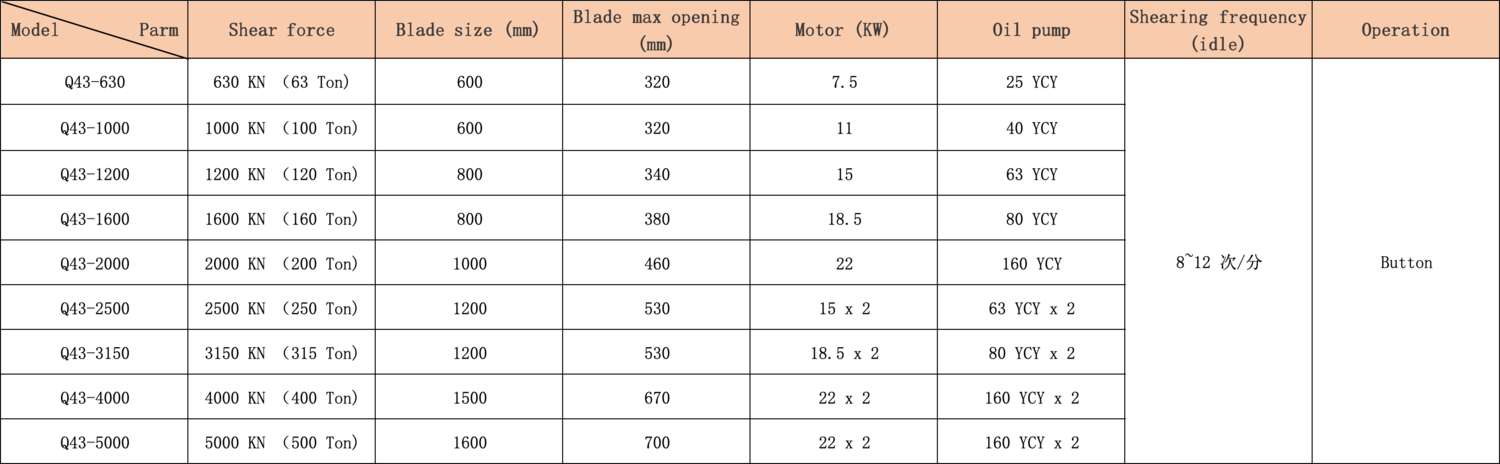 Model Parm Shear force Blade size (mm) Blade max opening (mm) Motor (KW) Oil pump Shearing frequency (idle) Operation
Q43-630 630 KN （63 Ton) 600 320 7.5 25 YCY
Q43-1000 1000 KN （100 Ton) 600 320 11 40 YCY
Q43-1200 1200 KN （120 Ton) 800 340 15 63 YCY
Q43-1600 1600 KN （160 Ton) 800 380 18.5 80 YCY
Q43-2000 2000 KN （200 Ton) 1000 460 22 160 YCY 8~12 次/分 Button
Q43-2500 2500 KN （250 Ton) 1200 530 15 x 2 63 YCY x 2
Q43-3150 3150 KN （315 Ton) 1200 530 18.5 x 2 80 YCY x 2
Q43-4000 4000 KN （400 Ton) 1500 670 22 x 2 160 YCY x 2
Q43-5000 5000 KN （500 Ton) 1600 700 22 x 2 160 YCY x 2